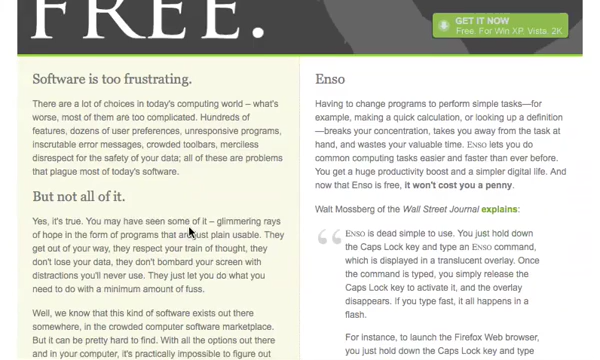 FREE.
GET IT NOW
Free. For Win XP, Vista, 2K
Software is too frustrating.
There are a lot of choices in today's computing world – what's
worse, most of them are too complicated. Hundreds of
features, dozens of user preferences, unresponsive programs,
inscrutable error messages, crowded toolbars, merciless
disrespect for the safety of your data; all of these are problems
that plague most of today's software.
But not all of it.
Yes, it's true. You may have seen some of it – glimmering rays
of hope in the form of programs that are just plain usable. They
get out of your way, they respect your train of thought, they
don't lose your data, they don't bombard your screen with
distractions you'll never use. They just let you do what you
need to do with a minimum amount of fuss.
Well, we know that this kind of software exists out there
somewhere, in the crowded computer software marketplace.
But it can be pretty hard to find. With all the options out there
and in your computer, it's practically impossible to figure out
Enso
Having to change programs to perform simple tasks—for
example, making a quick calculation, or looking up a definition
—breaks your concentration, takes you away from the task at
hand, and wastes your valuable time. Enso lets you do
common computing tasks easier and faster than ever before.
You get a huge productivity boost and a simpler digital life. And
now that Enso is free, it won't cost you a penny.
Walt Mossberg of the Wall Street Journal explains:
“ Enso is dead simple to use. You just hold down
the Caps Lock key and type an Enso command,
which is displayed in a translucent overlay. Once
the command is typed, you simply release the
Caps Lock key to activate it, and the overlay
disappears. If you type fast, it all happens in a
flash.
For instance, to launch the Firefox Web browser,
you just hold down the Caps Lock key and type